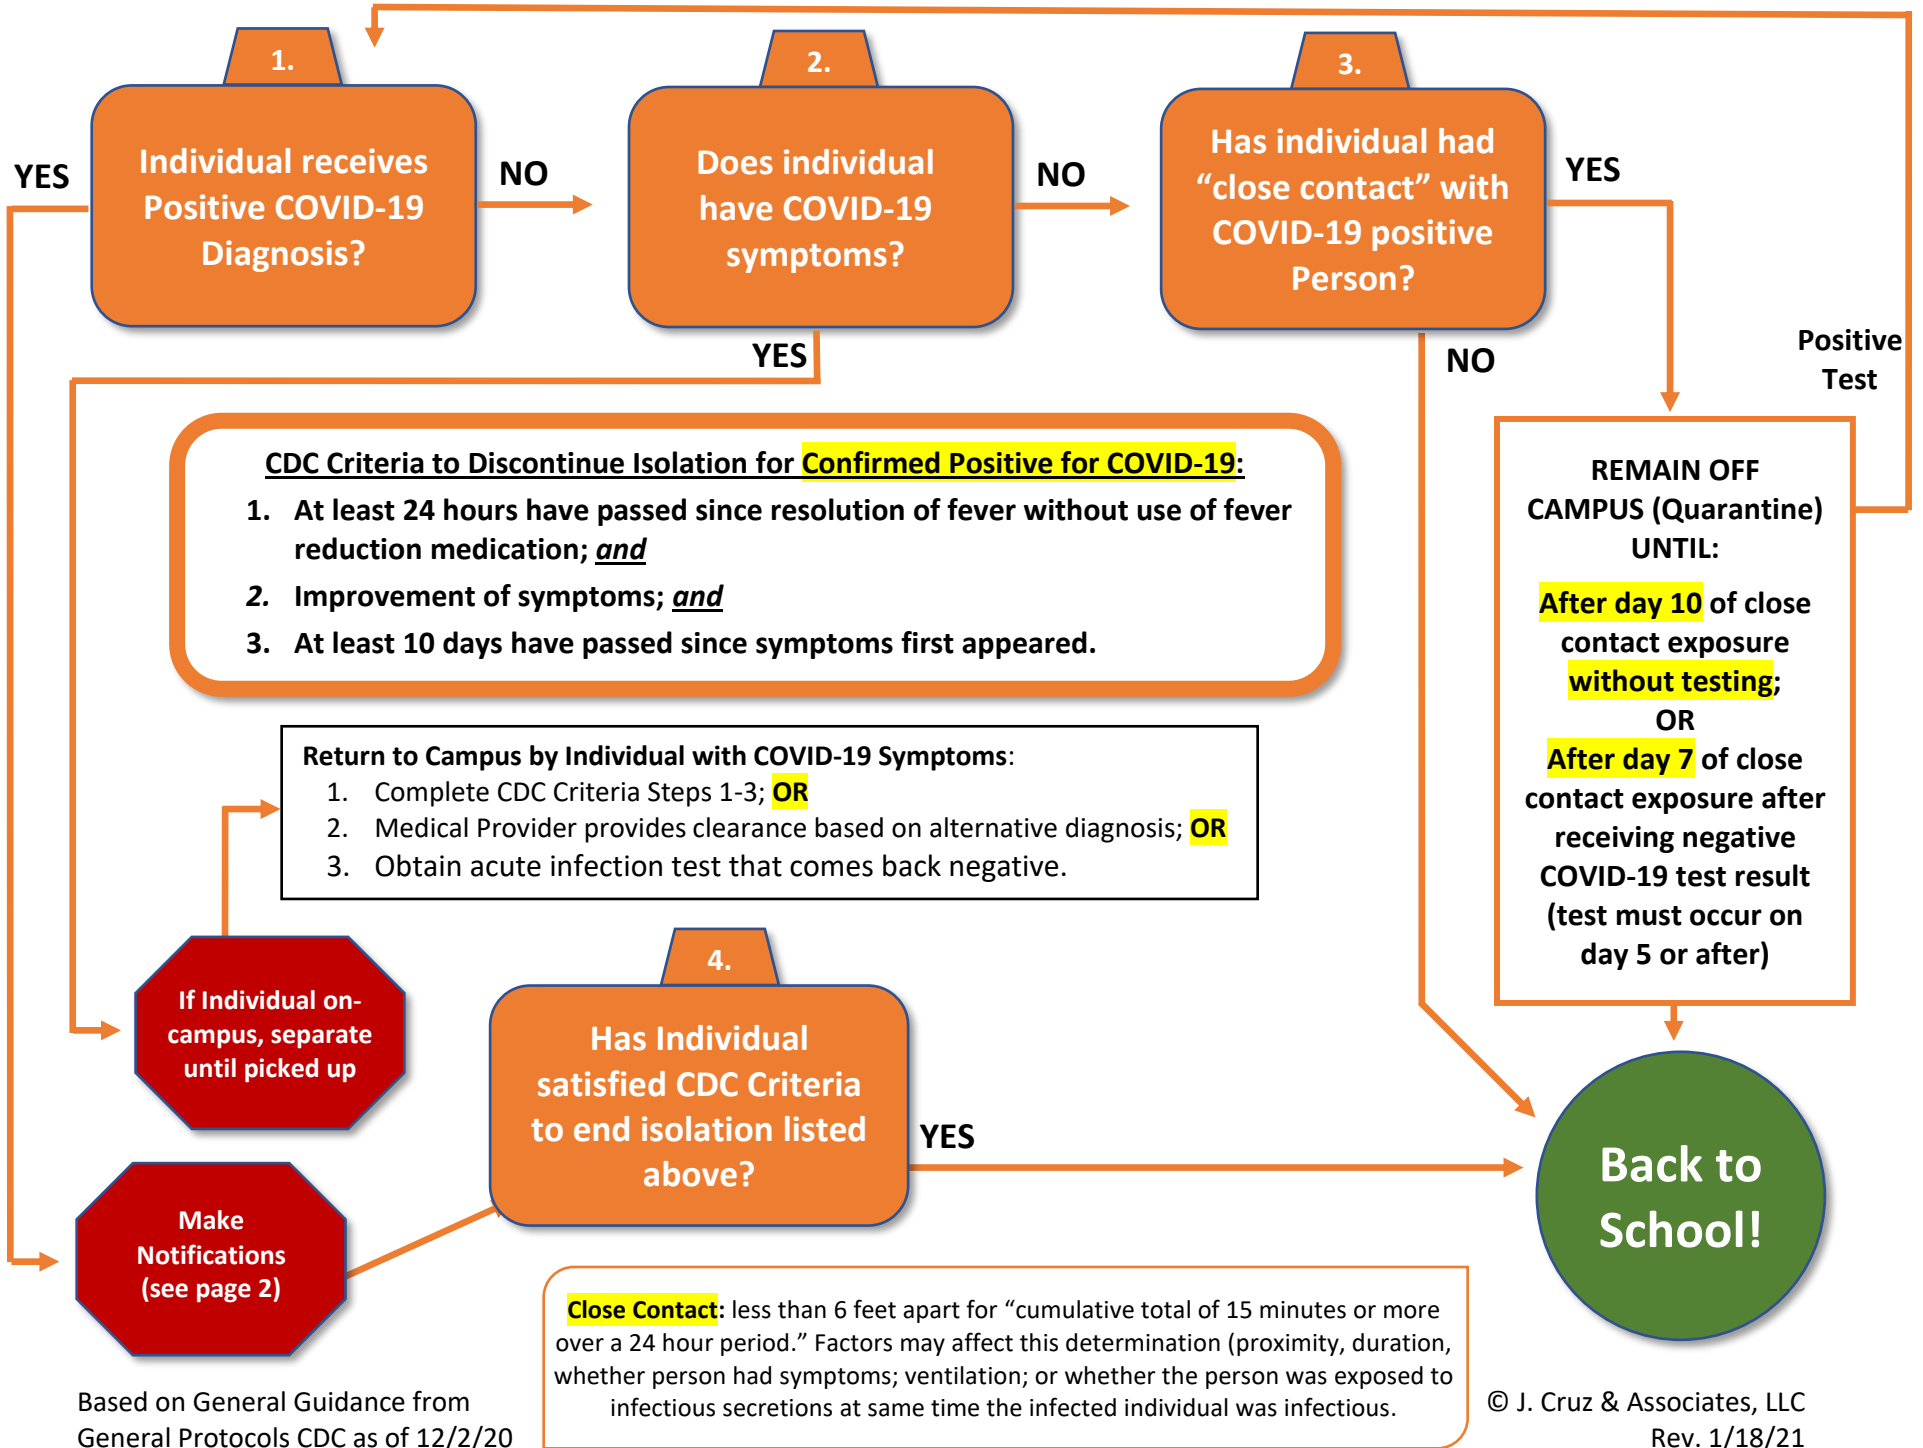 1.
Individual receives
Positive COVID-19
Diagnosis?
YES
NO
2.
Does individual
have COVID-19
symptoms?
NO
YES
3.
Has individual had
“close contact” with
COVID-19 positive
Person?
YES
NO
Positive
Test
CDC Criteria to Discontinue Isolation for Confirmed Positive for COVID-19:
1. At least 24 hours have passed since resolution of fever without use of fever
reduction medication; and
2. Improvement of symptoms; and
3. At least 10 days have passed since symptoms first appeared.
REMAIN OFF
CAMPUS (Quarantine)
UNTIL:
After day 10 of close
contact exposure
without testing;
OR
After day 7 of close
contact exposure after
receiving negative
COVID-19 test result
(test must occur on
day 5 or after)
Return to Campus by Individual with COVID-19 Symptoms:
1. Complete CDC Criteria Steps 1-3; OR
2. Medical Provider provides clearance based on alternative diagnosis; OR
3. Obtain acute infection test that comes back negative.
If Individual on-
campus, separate
until picked up
4.
Has Individual
satisfied CDC Criteria
to end isolation listed
above?
YES
Back to
School!
Make
Notifications
(see page 2)
Close Contact: less than 6 feet apart for “cumulative total of 15 minutes or more
over a 24 hour period.” Factors may affect this determination (proximity, duration,
whether person had symptoms; ventilation; or whether the person was exposed to
infectious secretions at same time the infected individual was infectious.
Based on General Guidance from
General Protocols CDC as of 12/2/20
© J. Cruz & Associates, LLC
Rev. 1/18/21